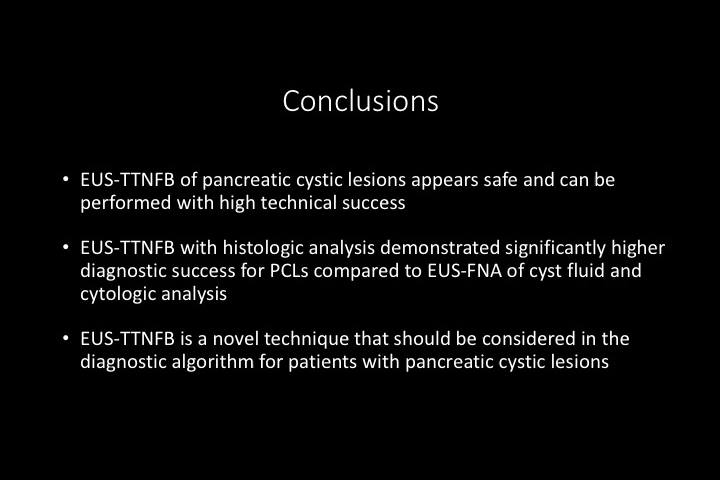 Conclusions
• EUS-TTNFB of pancreatic cystic lesions appears safe and can be
performed with high technical success
• EUS-TTNFB with histologic analysis demonstrated significantly higher
diagnostic success for PCLs compared to EUS-FNA of cyst fluid and
cytologic analysis
• EUS-TTNFB is a novel technique that should be considered in the
diagnostic algorithm for patients with pancreatic cystic lesions